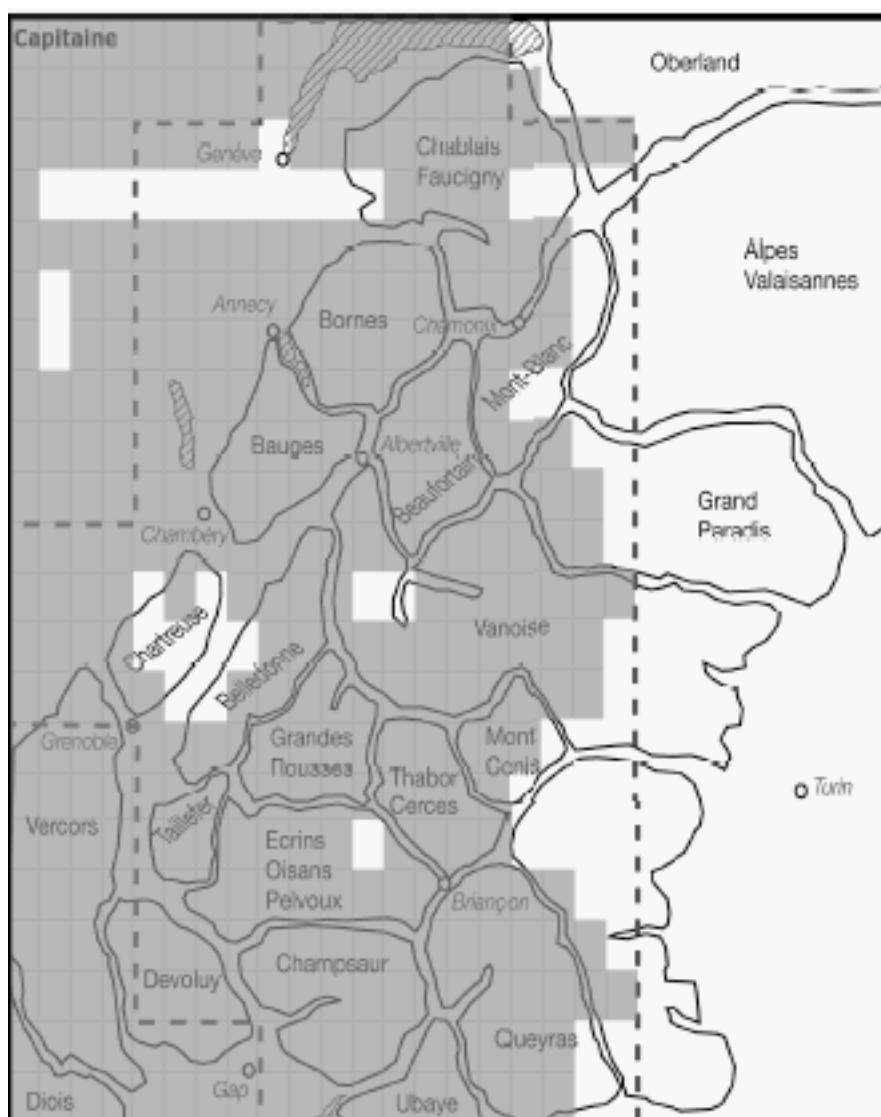 Capitaine
Oberland
Genève
Chablais
Faucigny
Alpes
Valaisannes
Annecy
Bornes
Chamonix
Mont-Blanc
Bauges
Albertville
Beaufortain
Grand
Paradis
Chambéry
Vanoise
Chartreuse
Belledonne
Grenoble
Grandes
Rousses
Mont
Cenis
Thabor
Cerces
Turin
Vercors
Taillefer
Ecrins
Oisans
Pelvoux
Briançon
Devoluy
Champsaur
Queyras
Gap
Diois
Ubaye